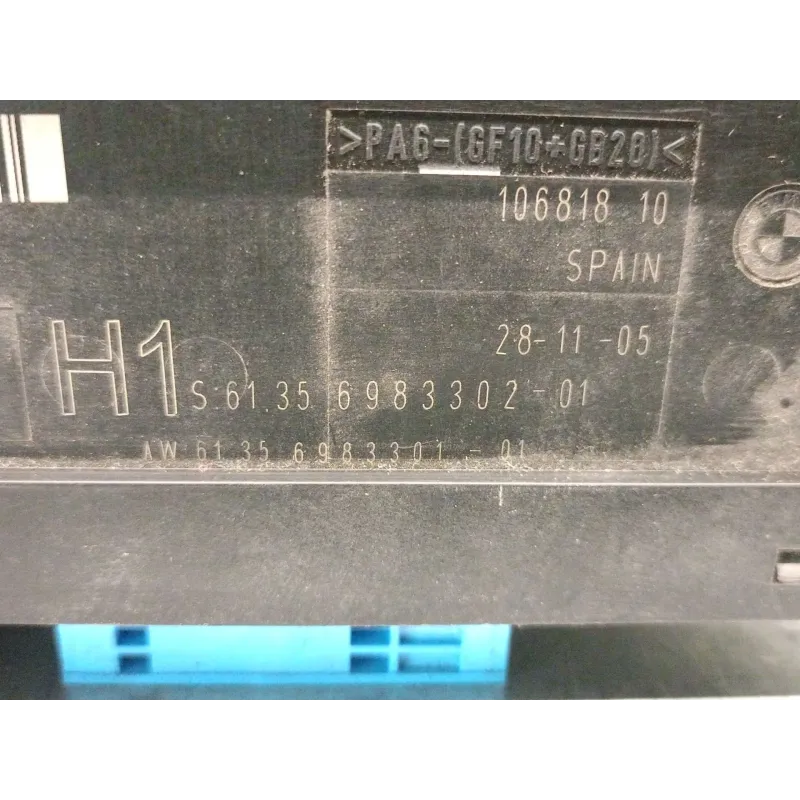 >PA6-(GF10+GB20)<
106818 10
SPAIN
28-11-05
H1 S:61.35 6983302-01
AW 61 35 6983301-01